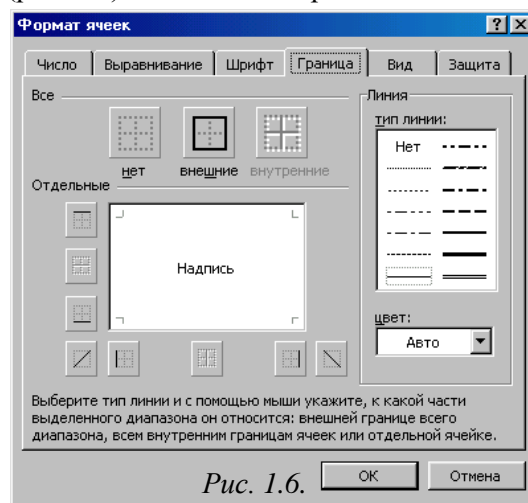 Формат ячеек
Число Выравнивание Шрифт Граница Вид Защита
Все
Линия
тип линии:
Нет
нет внешние внутренние
Отдельные
Надпись
цвет:
Авто
Выберите тип линии и с помощью мыши укажите, к какой части
выделенного диапазона он относится: внешней границе всего
диапазона, всем внутренним границам ячеек или отдельной ячейке.
Рис. 1.6.
OK Отмена